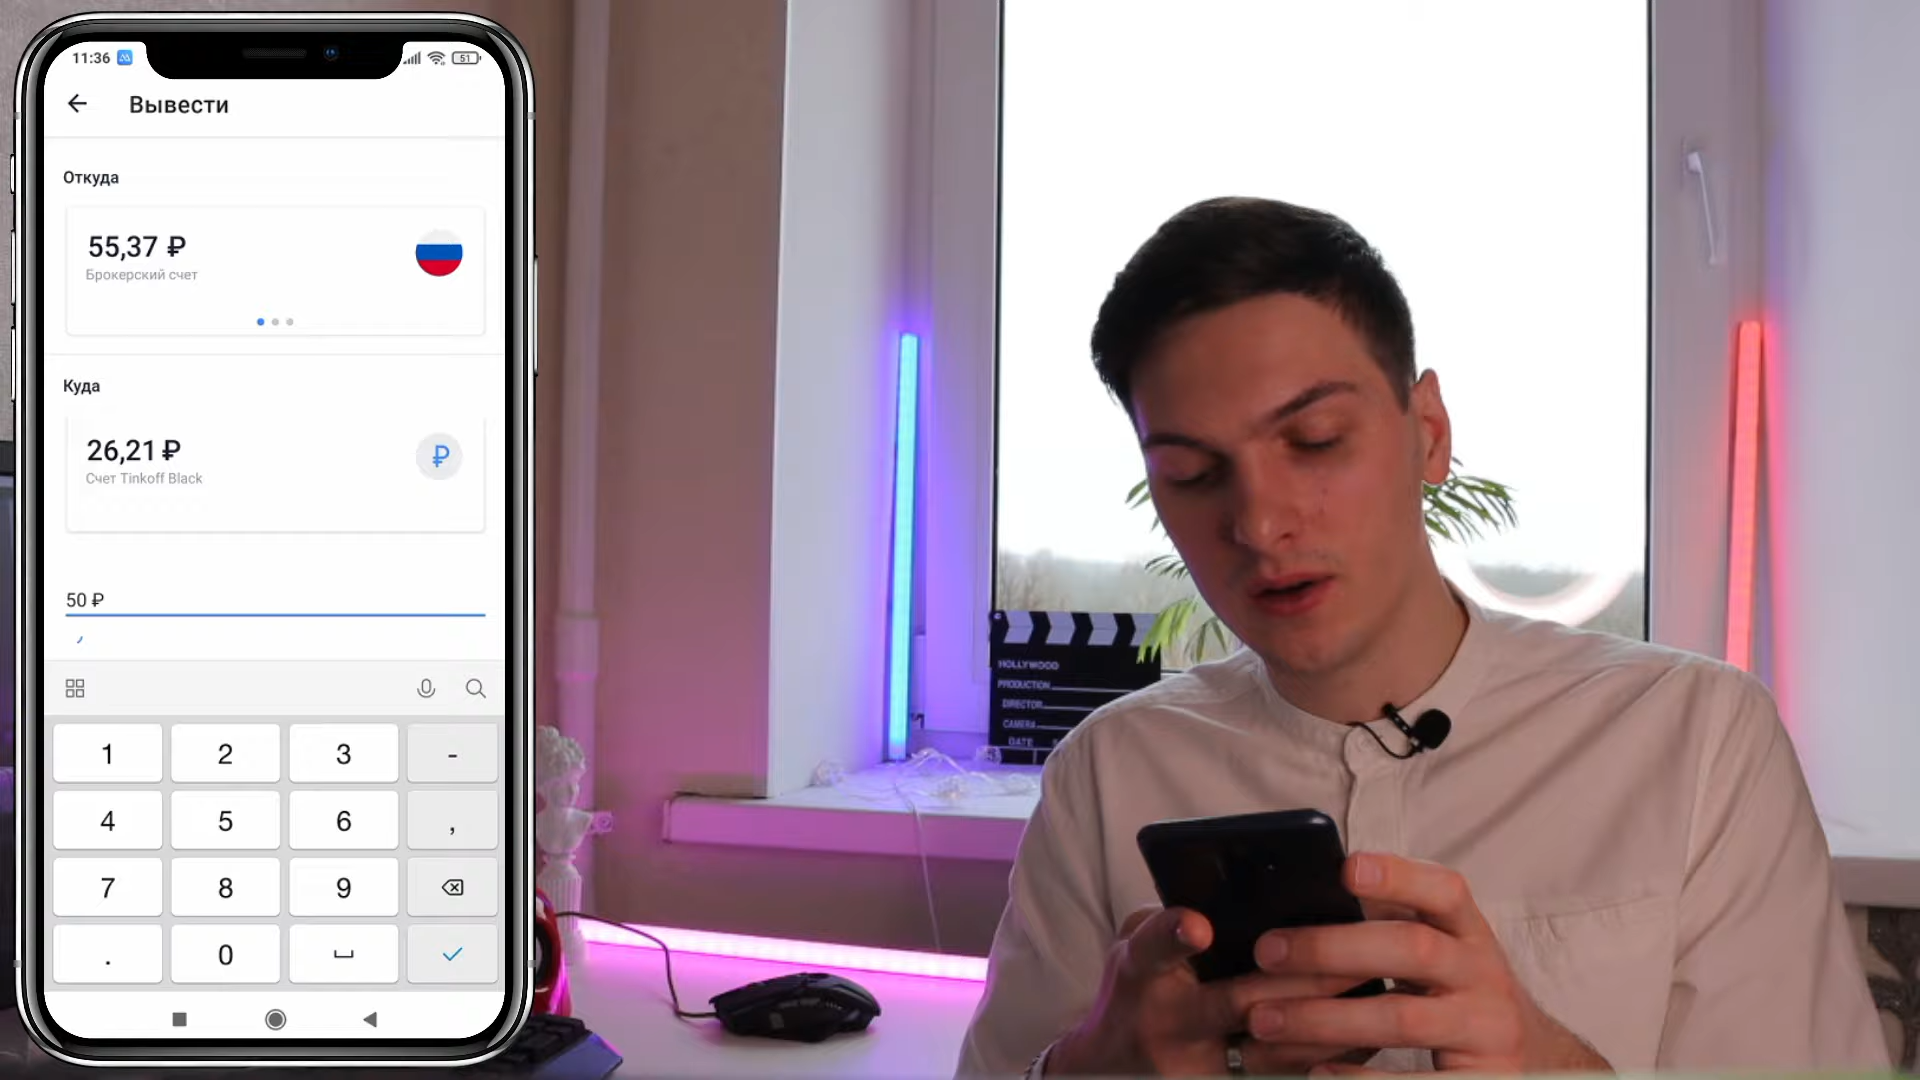 11:36
51
Вывести
Откуда
55,37 ₽
Брокерский счет
Куда
26,21 ₽
Счет Tinkoff Black
50 ₽
1 2 3 -
4 5 6 ,
7 8 9
. 0
HOLLYWOOD
PRODUCTION
DIRECTOR
CAMERA
DATE